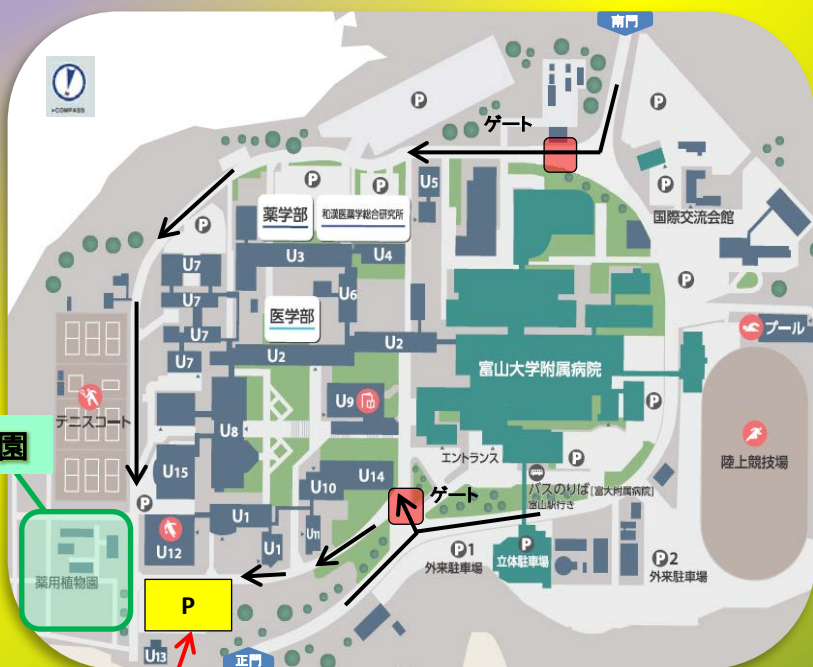 南門
COMPASS
P
ゲート
P
P
P
U5
P
薬学部
和漢医薬学総合研究所
P
国際交流会館
U3
U4
U7
U6
P
U7
医学部
プール
U7
U2
U2
U7
富山大学附属病院
U9
テニスコート
P
園
U8
エントランス
P
陸上競技場
U15
U14
U10
ゲート
バスのりば[富大附属病院]
富山駅行き
P
U1
U11
P
U12
U1
P1
外来駐車場
立体駐車場
P2
外来駐車場
薬用植物園
P
U13
正門